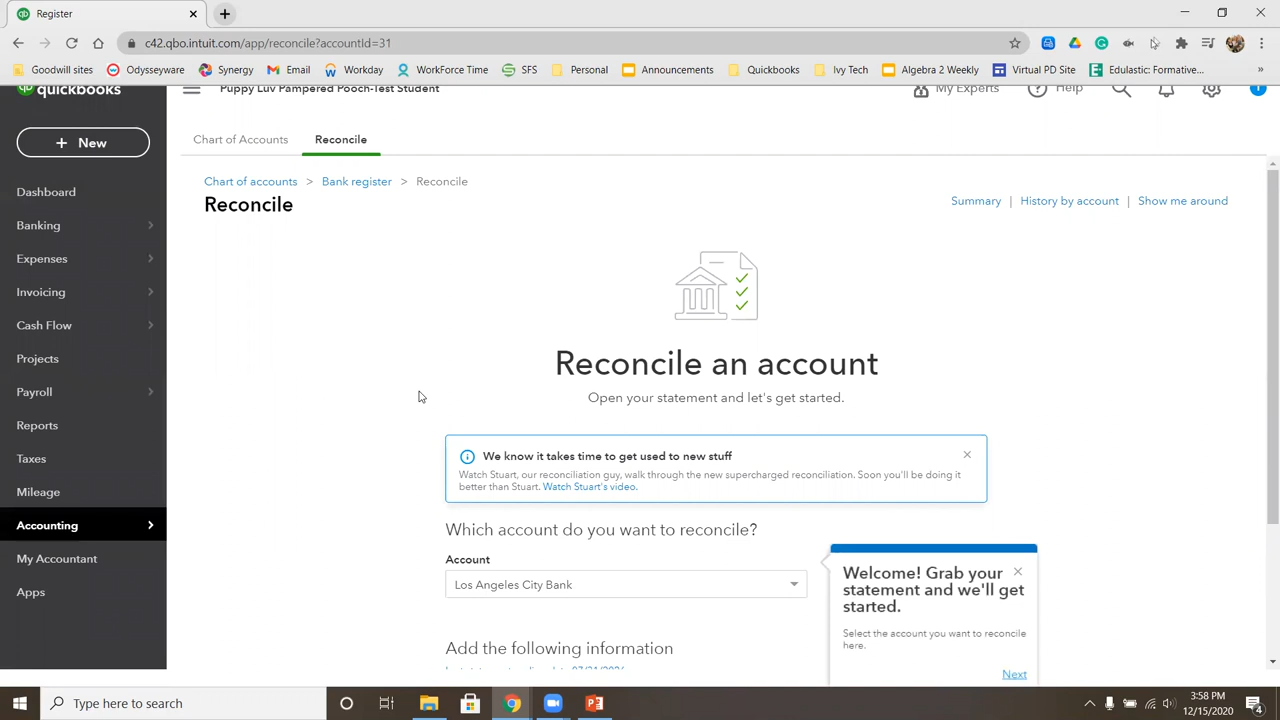 Register
c42.qbo.intuit.com/app/reconcile?accountId=31
Goodwill sites
Odysseyware
Synergy
Email
Workday
WorkForce Time
SFS
Personal
Announcements
Quickbooks
Ivy Tech
Algebra 2 Weekly
Virtual PD Site
Edulastic: Formative...
quickbooks
Puppy Luv Pampered Pooch-Test Student
My Experts
Help
+ New
Chart of Accounts
Reconcile
Chart of accounts > Bank register > Reconcile
Reconcile
Summary | History by account | Show me around
Dashboard
Banking
Expenses
Invoicing
Cash Flow
Projects
Payroll
Reports
Taxes
Mileage
Accounting
My Accountant
Apps
Reconcile an account
Open your statement and let's get started.
We know it takes time to get used to new stuff
Watch Stuart, our reconciliation guy, walk through the new supercharged reconciliation. Soon you'll be doing it
better than Stuart. Watch Stuart's video.
Which account do you want to reconcile?
Account
Los Angeles City Bank
Welcome! Grab your
statement and we'll get
started.
Select the account you want to reconcile
here.
Next
Add the following information
Type here to search
3:58 PM
12/15/2020
4